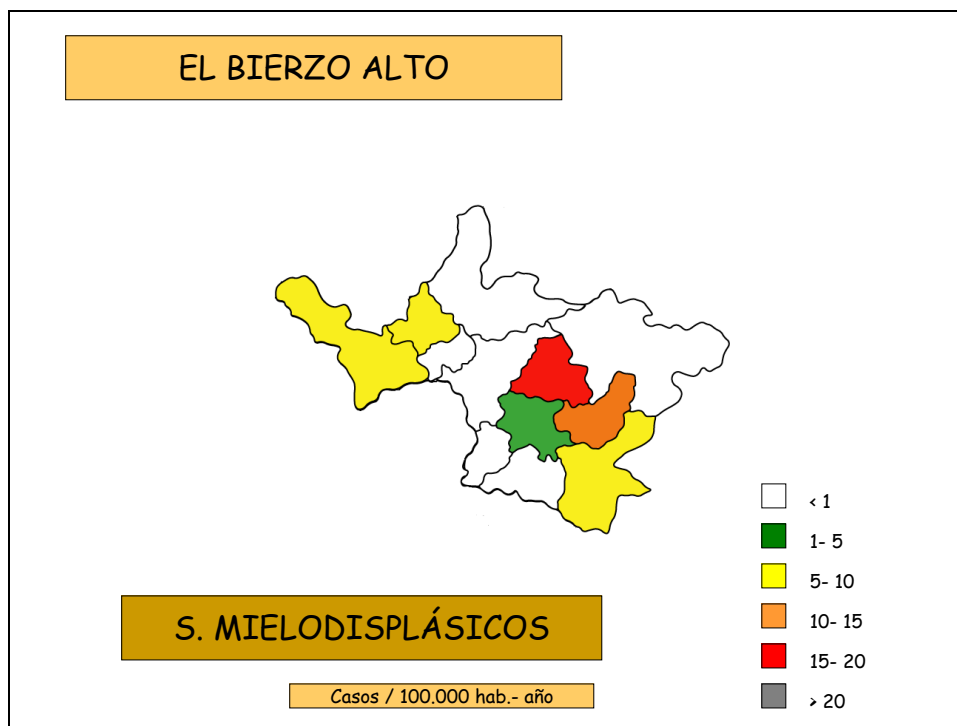 EL BIERZO ALTO
< 1
1- 5
5- 10
10- 15
15- 20
> 20
S. MIELODISPLÁSICOS
Casos / 100.000 hab.- año